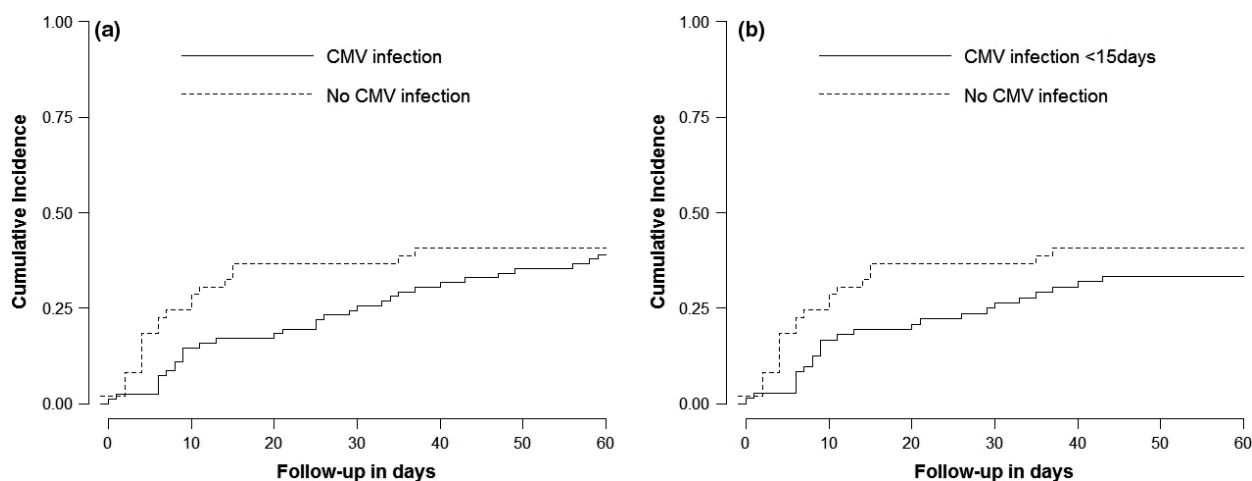 (a)
CMV infection
No CMV infection
Cumulative Incidence
1.00
0.75
0.50
0.25
0.00
0 10 20 30 40 50 60
Follow-up in days
(b)
CMV infection <15days
No CMV infection
Cumulative Incidence
1.00
0.75
0.50
0.25
0.00
0 10 20 30 40 50 60
Follow-up in days